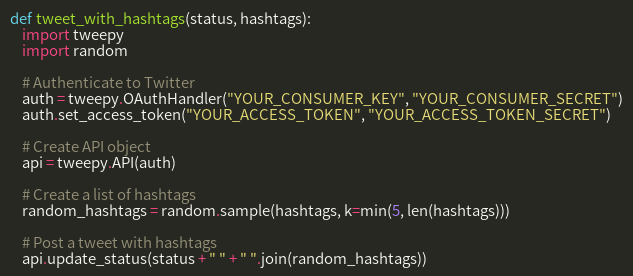 def tweet_with_hashtags(status, hashtags):
import tweepy
import random
# Authenticate to Twitter
auth = tweepy.OAuthHandler("YOUR_CONSUMER_KEY", "YOUR_CONSUMER_SECRET")
auth.set_access_token("YOUR_ACCESS_TOKEN", "YOUR_ACCESS_TOKEN_SECRET")
# Create API object
api = tweepy.API(auth)
# Create a list of hashtags
random_hashtags = random.sample(hashtags, k=min(5, len(hashtags)))
# Post a tweet with hashtags
api.update_status(status + " " + " ".join(random_hashtags))